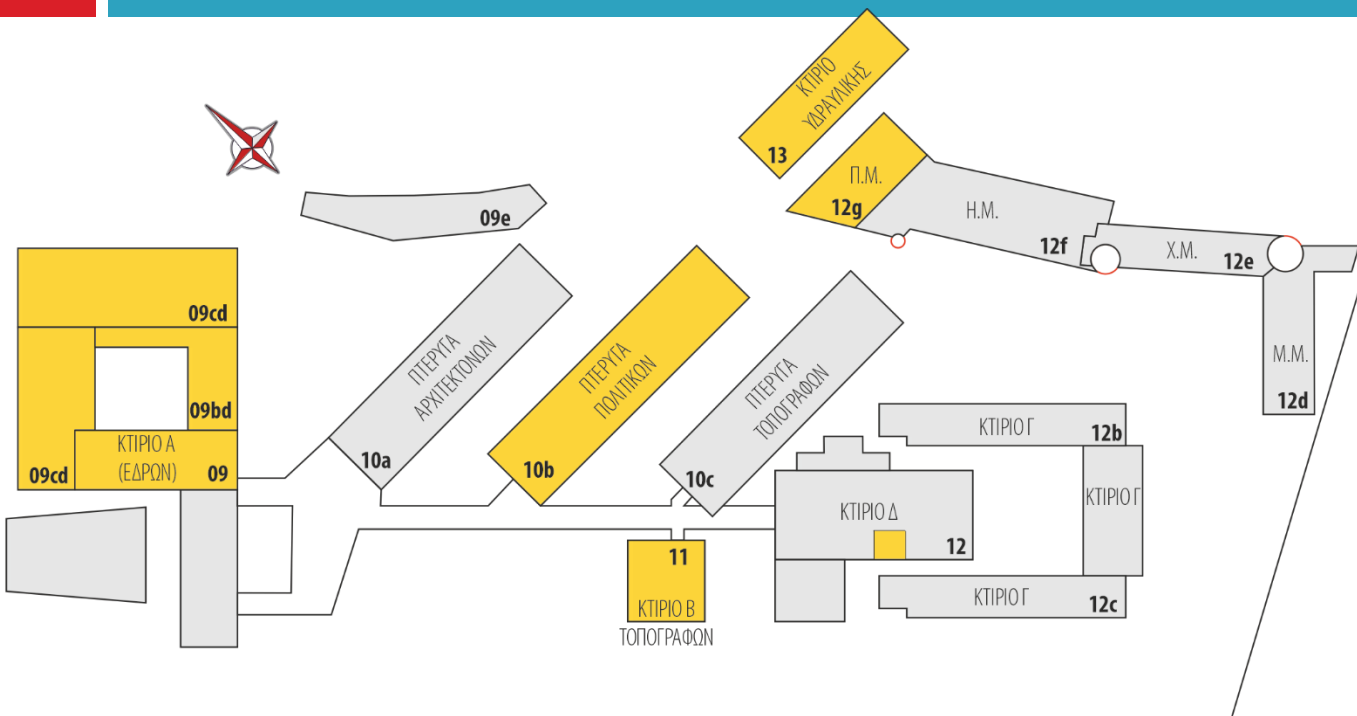 ΚΤΙΡΙΟ
ΥΔΡΑΥΛΙΚΗΣ
13
Π.Μ.
12g
Η.Μ.
12f
Χ.Μ.
12e
Μ.Μ.
12d
09e
09cd
09bd
ΚΤΙΡΙΟ Α
(ΕΔΡΩΝ)
09cd
09
ΠΤΕΡΥΓΑ
ΑΡΧΙΤΕΚΤΟΝΩΝ
10a
ΠΤΕΡΥΓΑ
ΠΟΛΙΤΙΚΩΝ
10b
ΠΤΕΡΥΓΑ
ΤΟΠΟΓΡΑΦΩΝ
10c
ΚΤΙΡΙΟ Γ
12b
ΚΤΙΡΙΟ Γ
ΚΤΙΡΙΟ Δ
12
11
ΚΤΙΡΙΟ Β
ΤΟΠΟΓΡΑΦΩΝ
ΚΤΙΡΙΟ Γ
12c